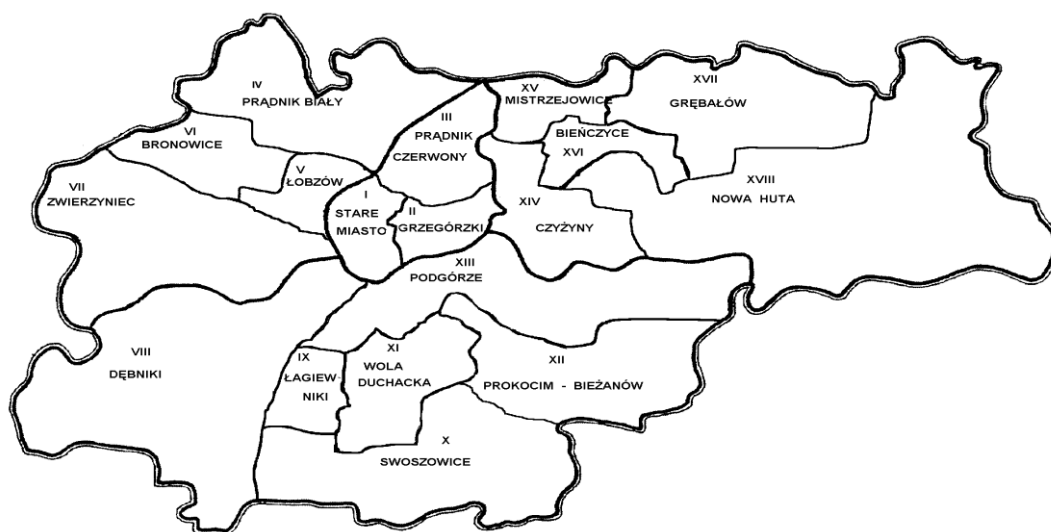 IV
PRĄDNIK BIAŁY
VI
BRONOWICE
VII
ZWIERZYNIEC
V
ŁOBZÓW
III
PRĄDNIK
CZERWONY
I
STARE
MIASTO
II
GRZEGÓRZKI
XV
MISTRZEJOWICE
BIEŃCZYCE
XVI
XVII
GRĘBAŁÓW
XVIII
NOWA HUTA
XIV
CZYŻYNY
XIII
PODGÓRZE
VIII
DĘBNIKI
IX
ŁAGIEW-
NIKI
XI
WOLA
DUCHACKA
XII
PROKOCIM - BIEŻANÓW
X
SWOSZOWICE